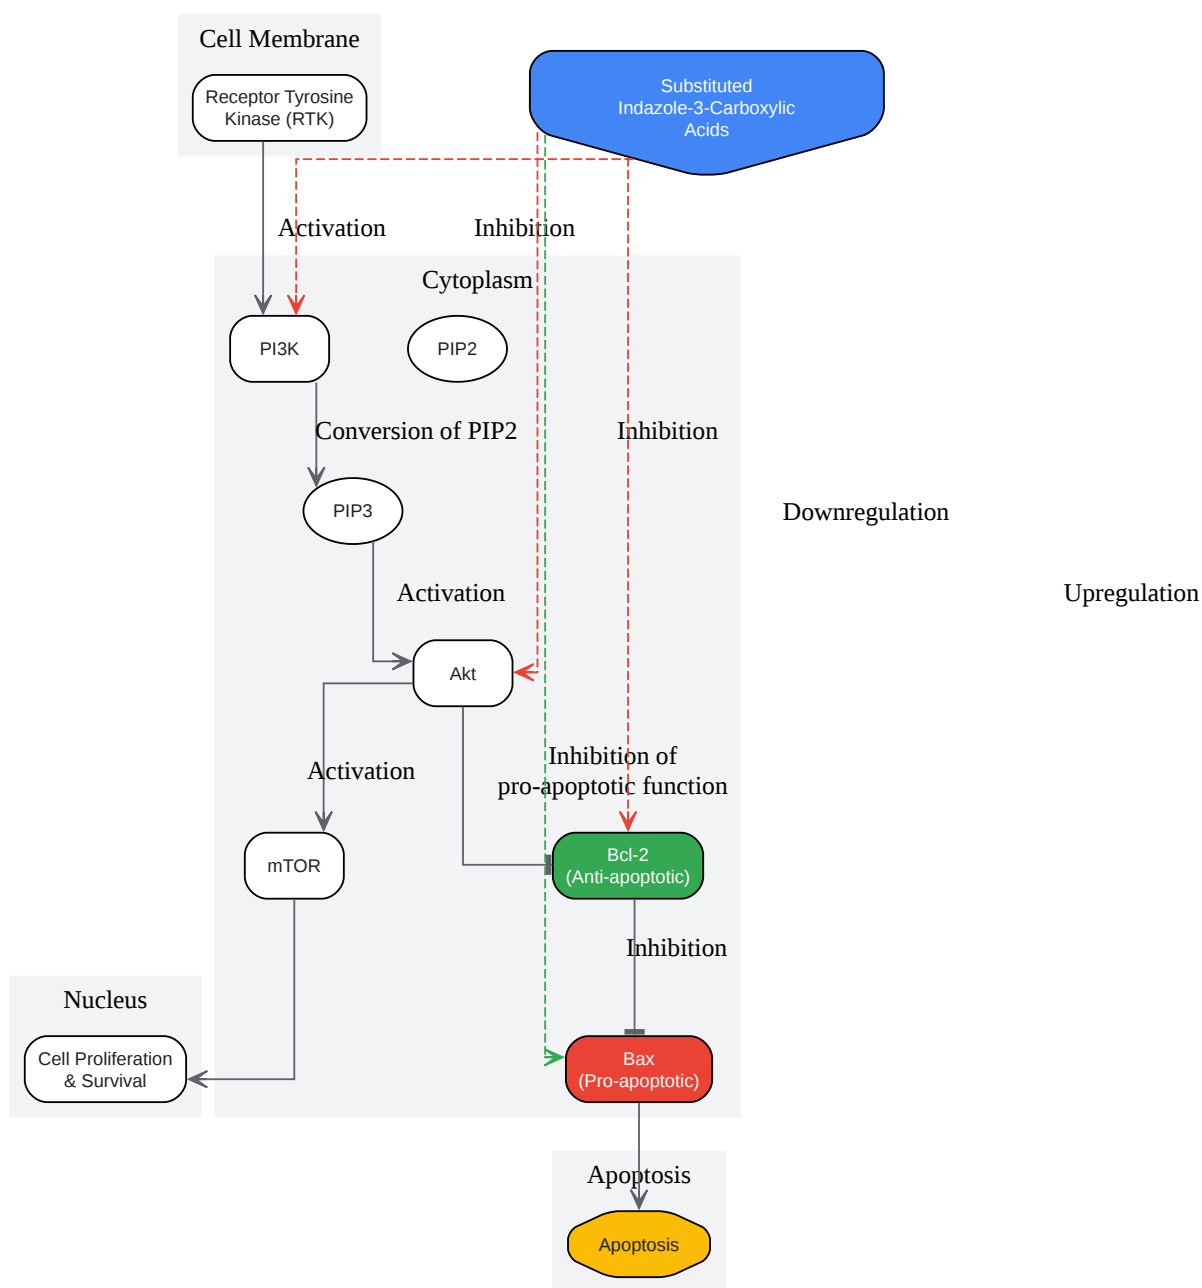 Cell Membrane
Receptor Tyrosine
Kinase (RTK)
Substituted
Indazole-3-Carboxylic
Acids
Activation
Inhibition
Cytoplasm
PI3K
PIP2
Conversion of PIP2
Inhibition
PIP3
Downregulation
Activation
Upregulation
Akt
Activation
Inhibition of
pro-apoptotic function
mTOR
Bcl-2
(Anti-apoptotic)
Inhibition
Nucleus
Cell Proliferation
& Survival
Bax
(Pro-apoptotic)
Apoptosis
Apoptosis